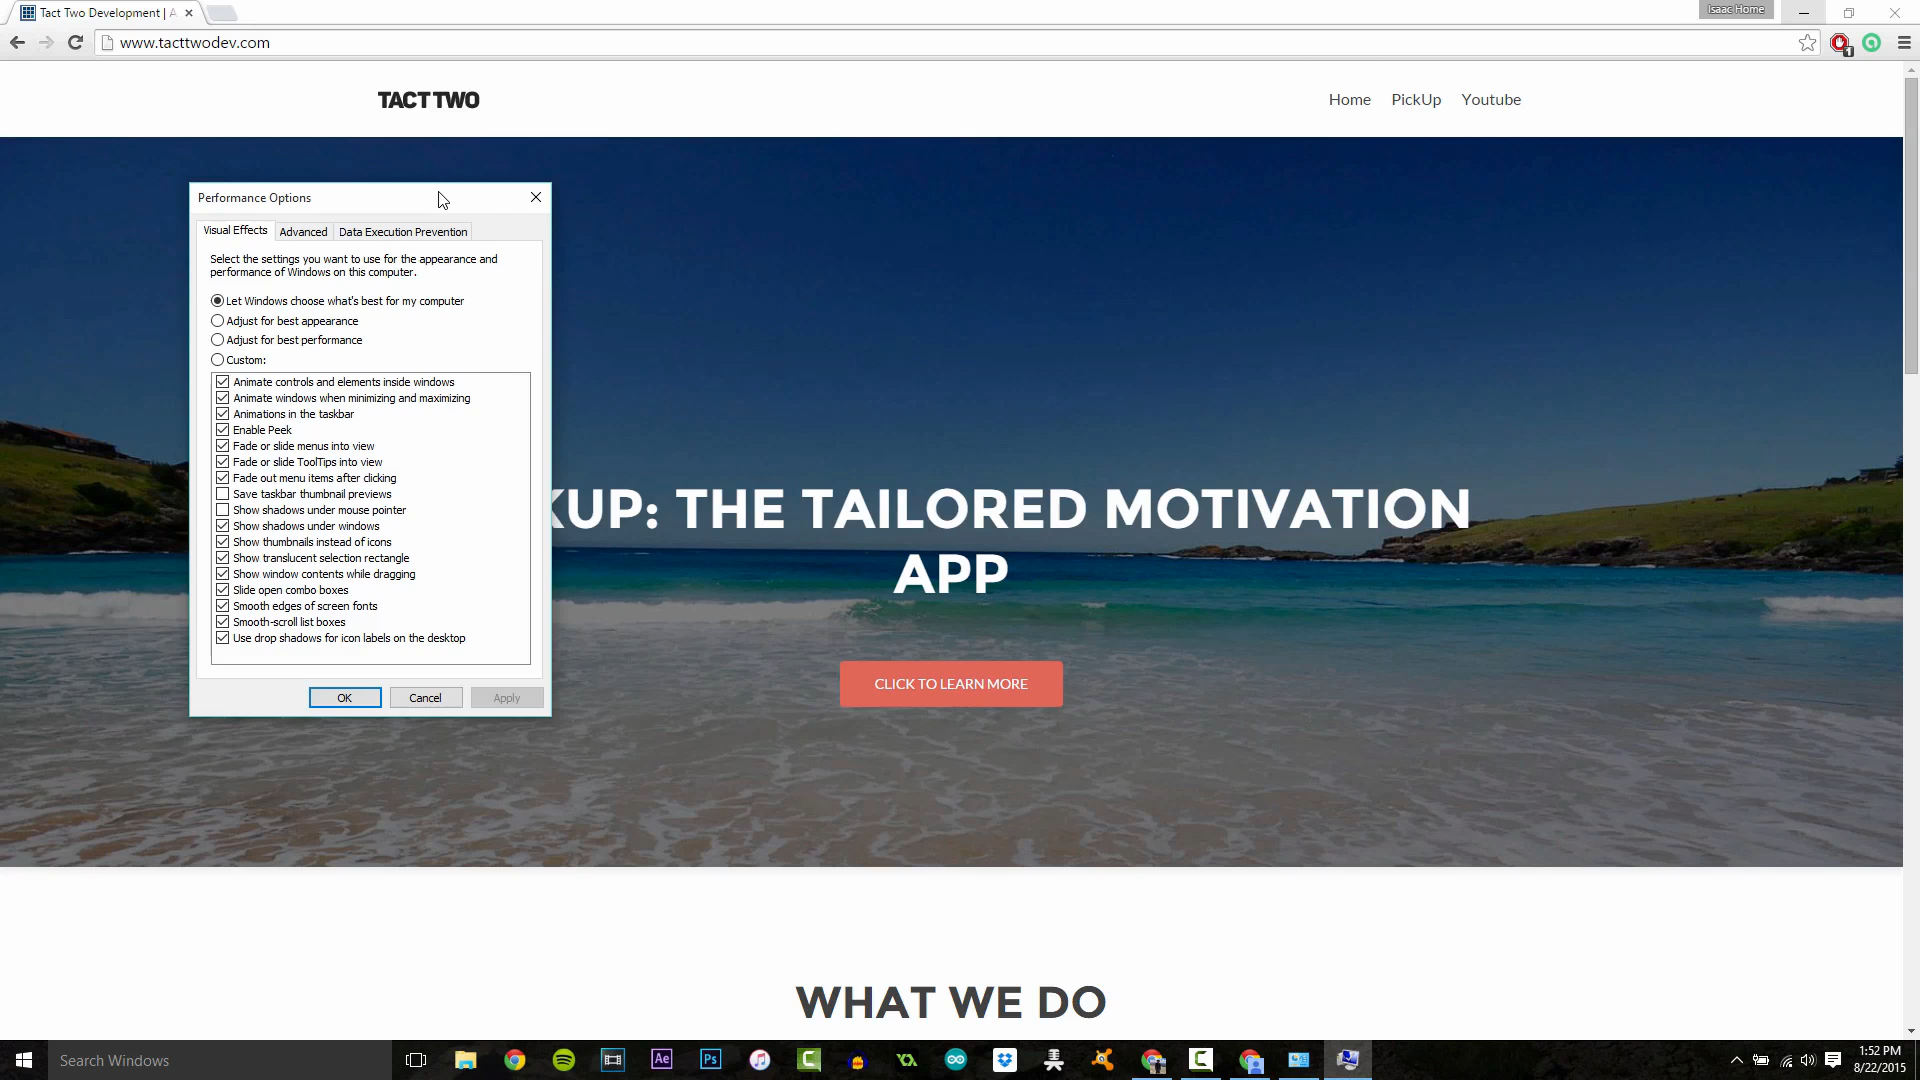 Tact Two Development | A
Isaac Home
www.tacttwodev.com
1
TACT TWO
Home PickUp Youtube
Performance Options
Visual Effects Advanced Data Execution Prevention
Select the settings you want to use for the appearance and
performance of Windows on this computer.
Let Windows choose what's best for my computer
Adjust for best appearance
Adjust for best performance
Custom:
Animate controls and elements inside windows
Animate windows when minimizing and maximizing
Animations in the taskbar
Enable Peek
Fade or slide menus into view
Fade or slide ToolTips into view
Fade out menu items after clicking
Save taskbar thumbnail previews
Show shadows under mouse pointer
Show shadows under windows
Show thumbnails instead of icons
Show translucent selection rectangle
Show window contents while dragging
Slide open combo boxes
Smooth edges of screen fonts
Smooth-scroll list boxes
Use drop shadows for icon labels on the desktop
OK Cancel Apply
KUP: THE TAILORED MOTIVATION
APP
CLICK TO LEARN MORE
WHAT WE DO
Search Windows
Ae
Ps
1:52 PM
8/22/2015